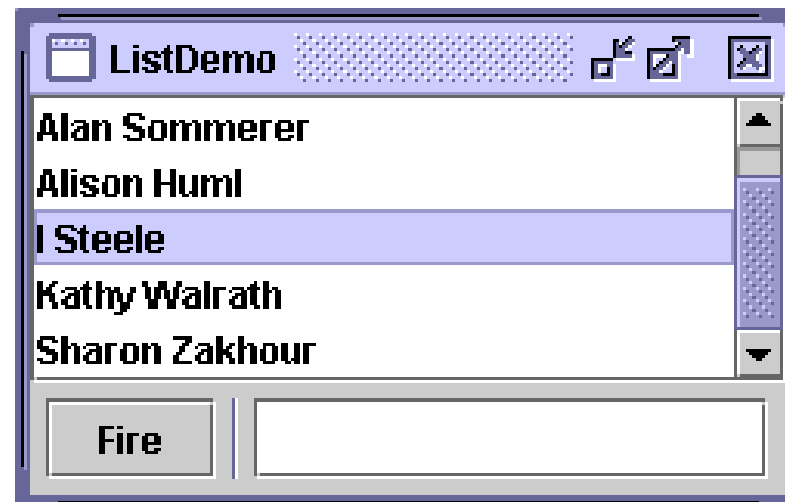 ListDemo
Alan Sommerer
Alison Huml
I Steele
Kathy Walrath
Sharon Zakhour
Fire